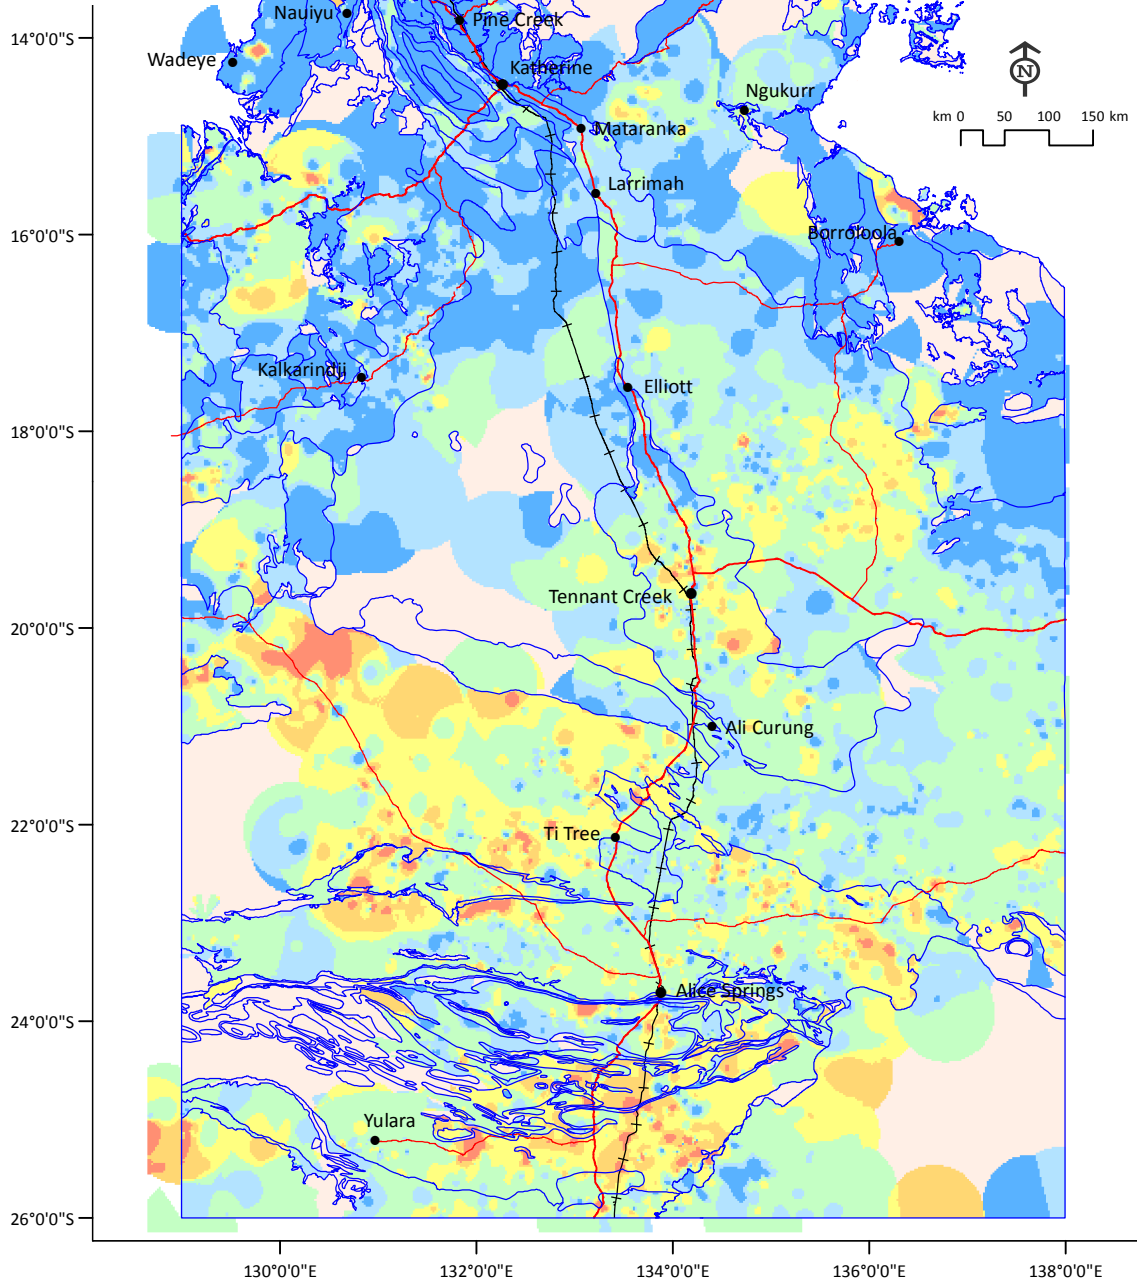 Nauiyu
Pine Creek
14°0'0"S
Wadeye
Katherine
N
Ngukurr
km 0 50 100 150 km
Mataranka
Larrimah
16°0'0"S
Borroloola
Kalkarindji
Elliott
18°0'0"S
Tennant Creek
20°0'0"S
Ali Curung
22°0'0"S
Ti Tree
Alice Springs
24°0'0"S
Yulara
26°0'0"S
130°0'0"E 132°0'0"E 134°0'0"E 136°0'0"E 138°0'0"E